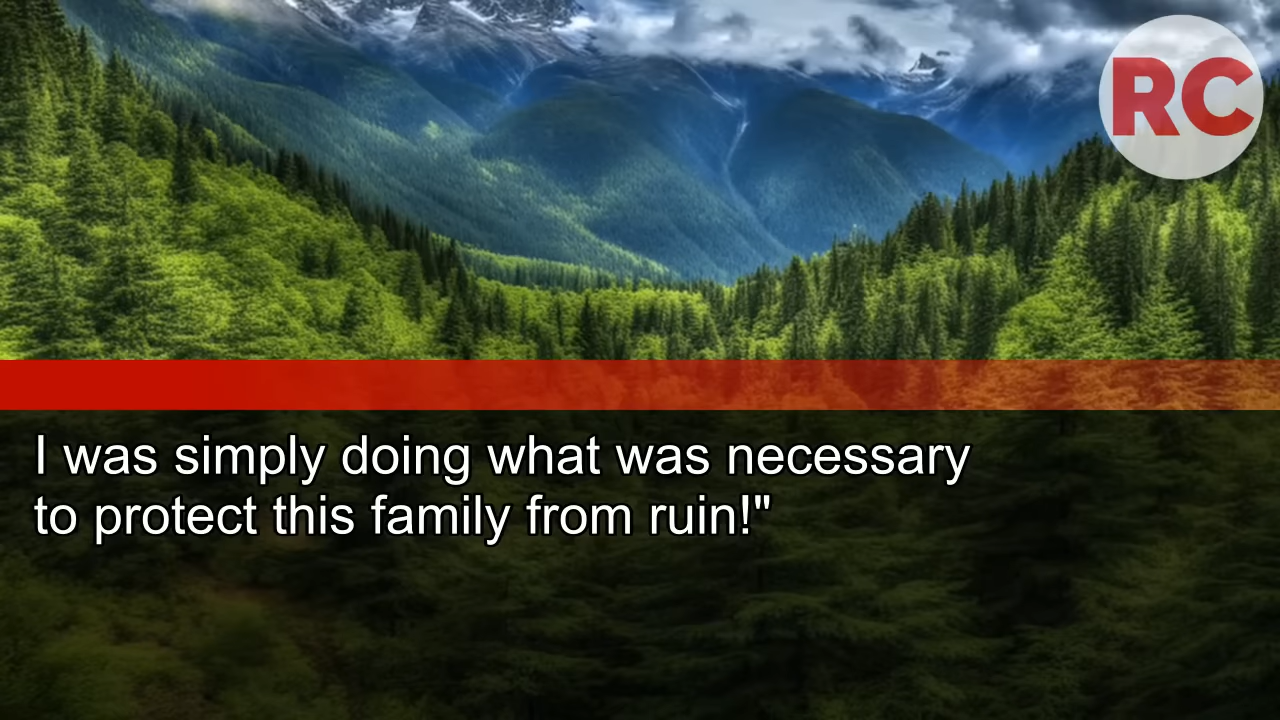 RC
I was simply doing what was necessary
to protect this family from ruin!"